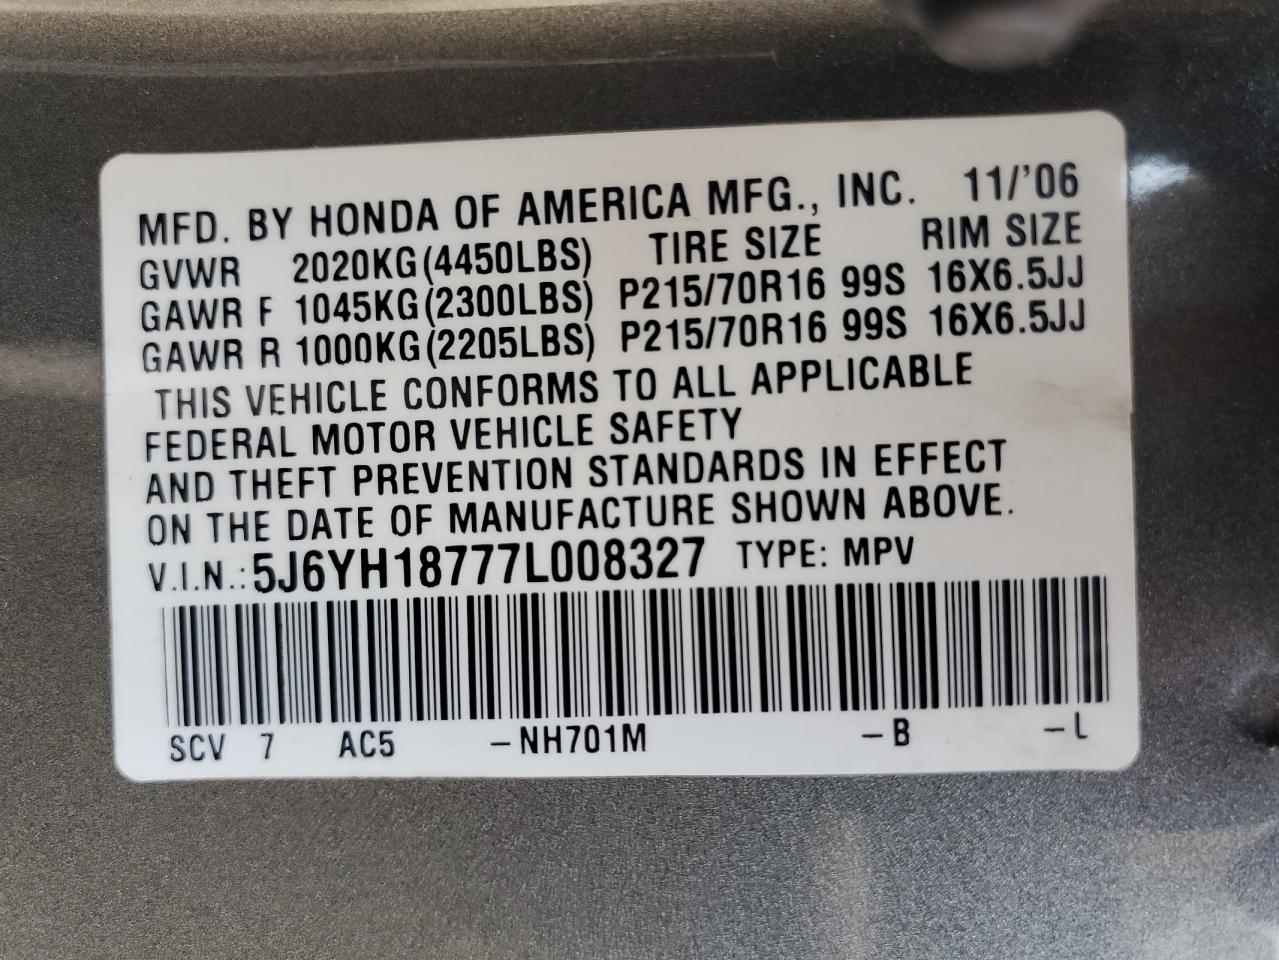 MFD. BY HONDA OF AMERICA MFG., INC. 11/'06
GVWR 2020KG(4450LBS) TIRE SIZE RIM SIZE
GAWR F 1045KG(2300LBS) P215/70R16 99S 16X6.5JJ
GAWR R 1000KG(2205LBS) P215/70R16 99S 16X6.5JJ
THIS VEHICLE CONFORMS TO ALL APPLICABLE
FEDERAL MOTOR VEHICLE SAFETY
AND THEFT PREVENTION STANDARDS IN EFFECT
ON THE DATE OF MANUFACTURE SHOWN ABOVE.
V.I.N.: 5J6YH18777L008327 TYPE: MPV
SCV 7 AC5 -NH701M -B -L